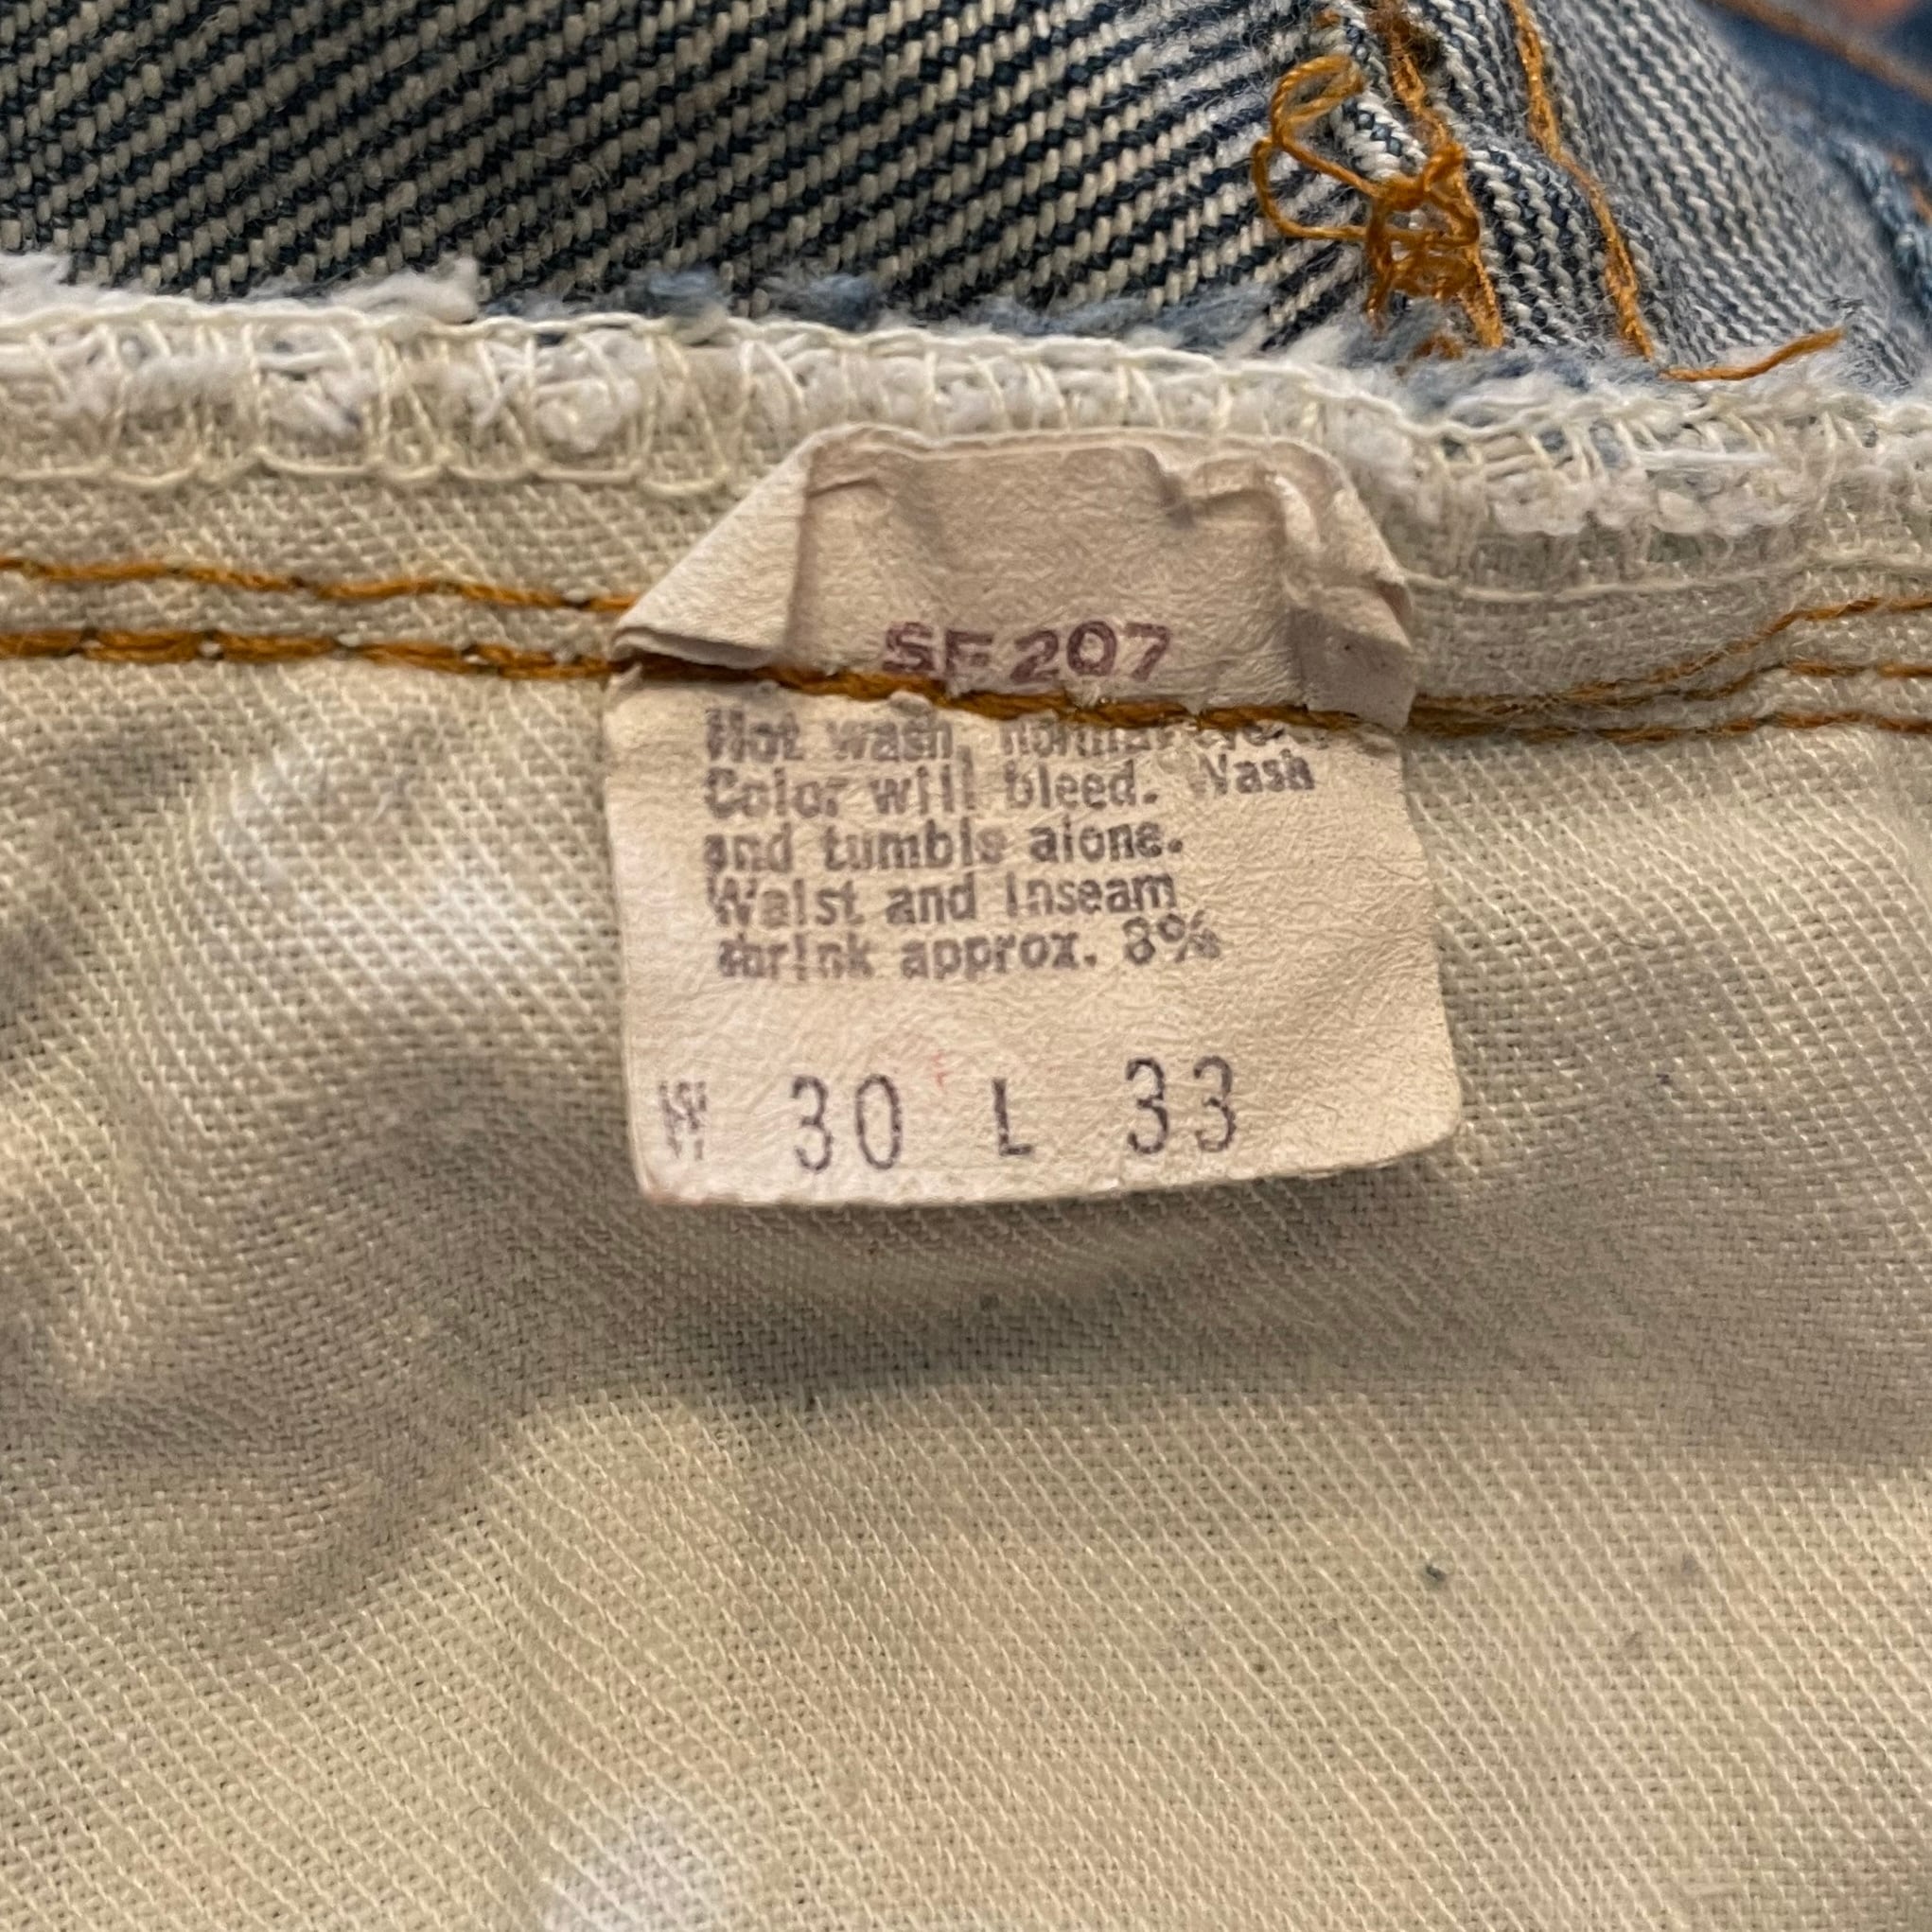 SF 207
Hot wash, normal
Color will bleed. Wash
and tumble alone.
Waist and inseam
shrink approx. 8%
W 30 L 33